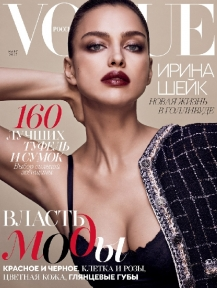 VOGUE
РОССИЯ
ИРИНА
ШЕЙК
НОВАЯ ЖИЗНЬ
В ГОЛЛИВУДЕ
160
ЛУЧШИХ
ТУФЕЛЬ
И СУМОК
ВЛАСТЬ
МОДЫ
КРАСНОЕ И ЧЕРНОЕ, КЛЕТКА И РОЗЫ,
ЦВЕТНАЯ КОЖА, ГЛЯНЦЕВЫЕ ГУБЫ